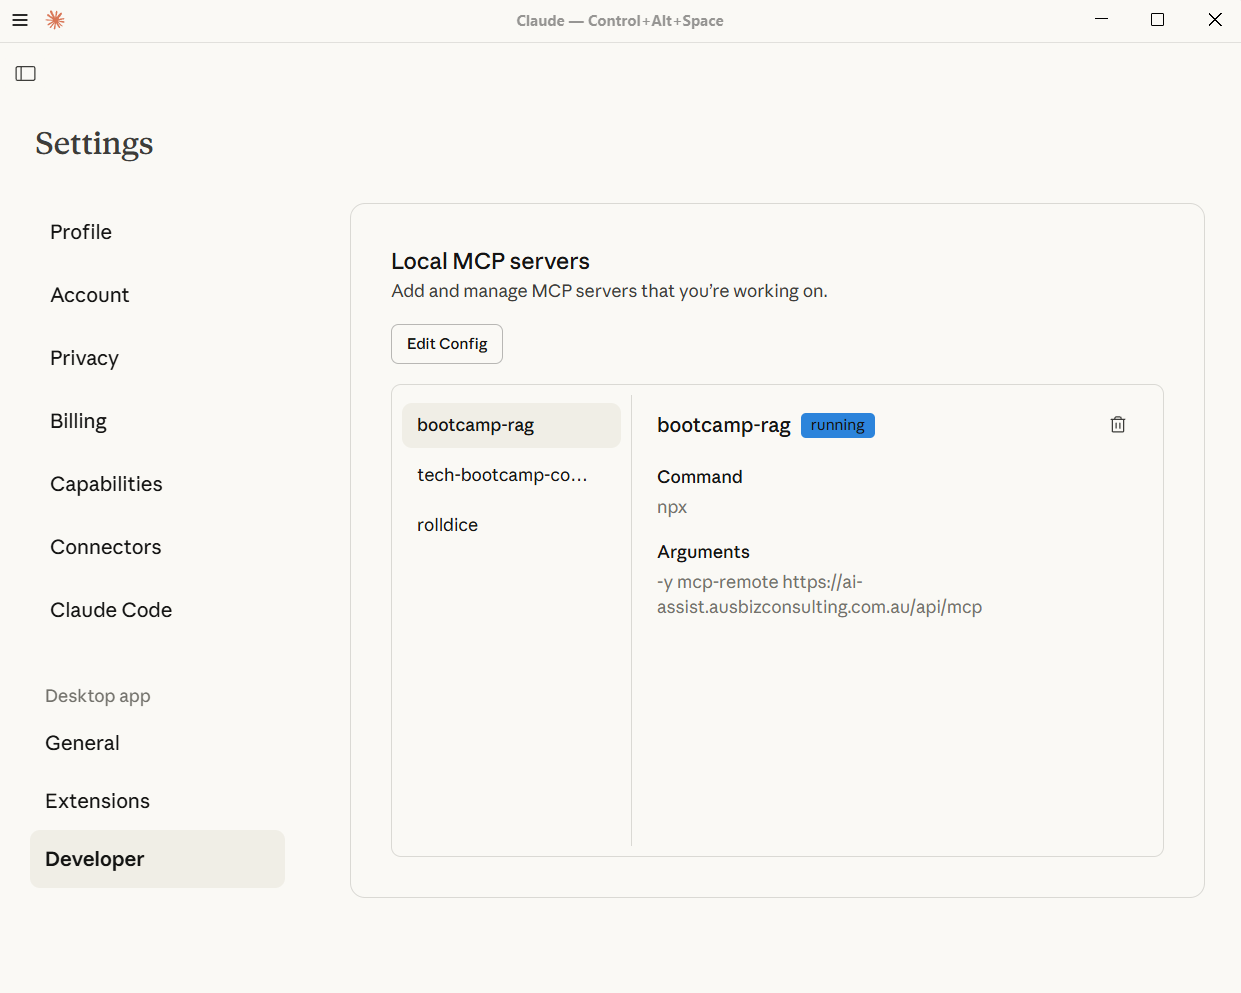 Claude — Control+Alt+Space
Settings
Profile
Account
Privacy
Billing
Capabilities
Connectors
Claude Code
Desktop app
General
Extensions
Developer
Local MCP servers
Add and manage MCP servers that you’re working on.
Edit Config
bootcamp-rag
tech-bootcamp-co...
rolldice
bootcamp-rag running
Command
npx
Arguments
-y mcp-remote https://ai-
assist.ausbizconsulting.com.au/api/mcp